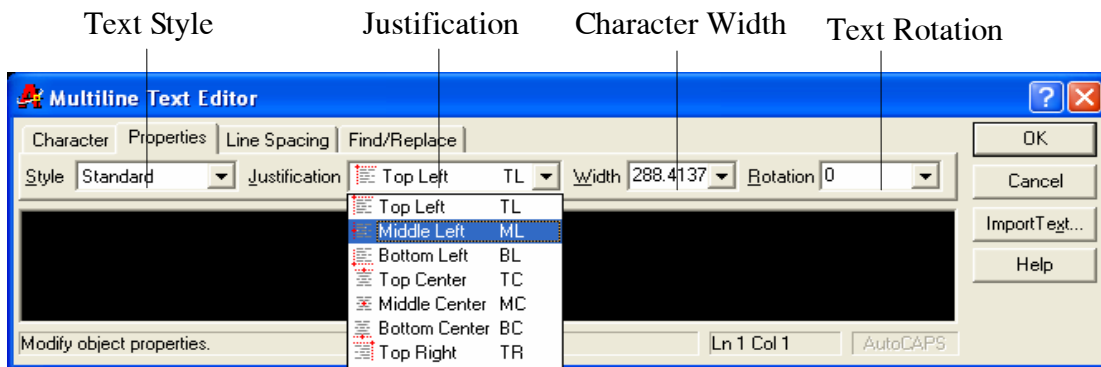 Text Style Justification Character Width Text Rotation
Multiline Text Editor
Character Properties Line Spacing Find/Replace OK
Style Standard Justification Top Left TL Width 288.4137 Rotation 0 Cancel
Top Left TL
Middle Left ML ImportText...
Bottom Left BL Help
Top Center TC
Middle Center MC
Bottom Center BC
Modify object properties. Ln 1 Col 1 AutoCAPS
Top Right TR